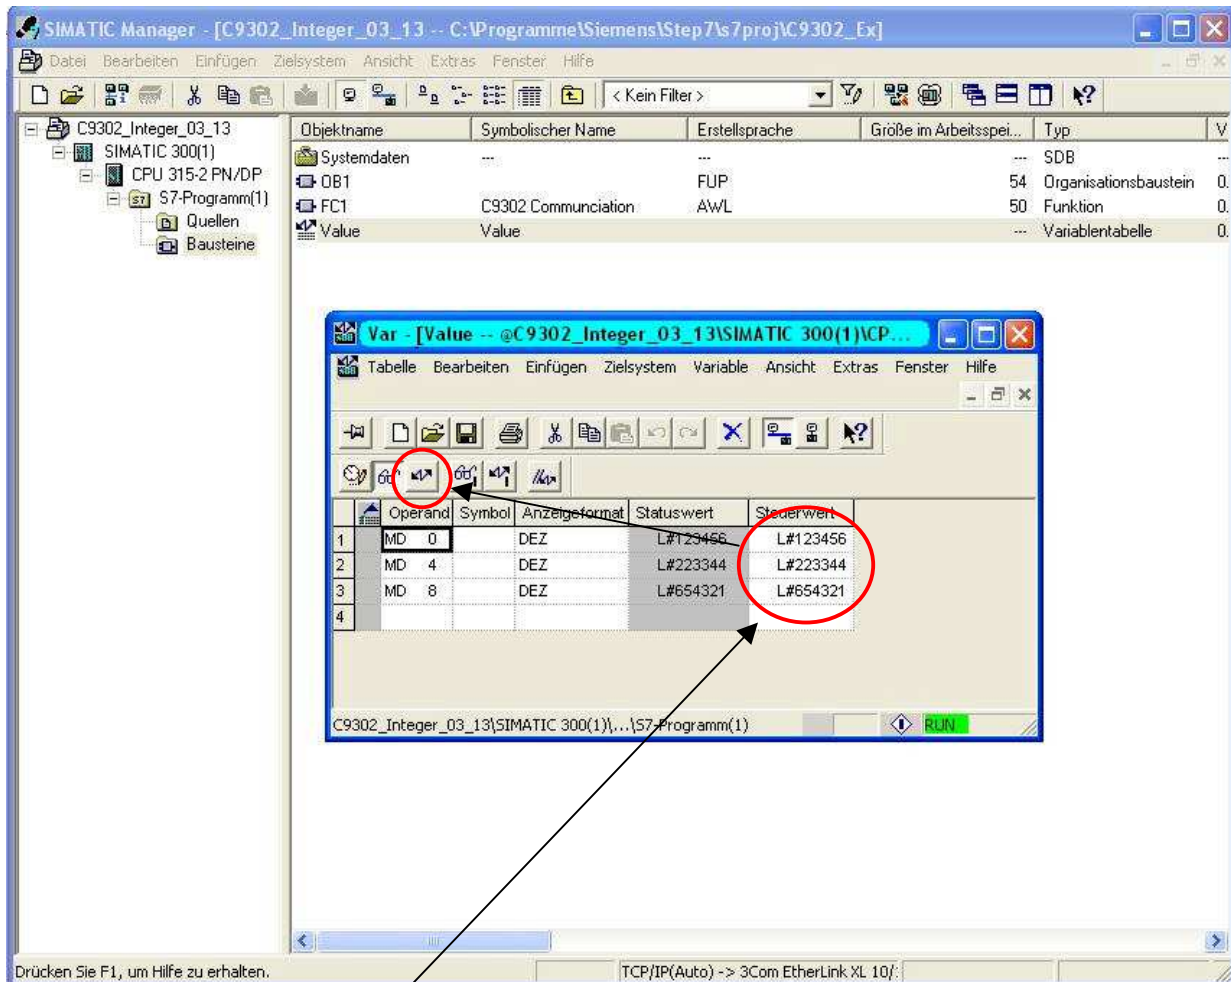 SIMATIC Manager - [C9302_Integer_03_13 -- C:\Programme\Siemens\Step7\s7proj\C9302_Ex]
Datei Bearbeiten Einfügen Zielsystem Ansicht Extras Fenster Hilfe
< Kein Filter >
C9302_Integer_03_13
SIMATIC 300(1)
CPU 315-2 PN/DP
S7-Programm(1)
Quellen
Bausteine
Objektname Symbolischer Name Erstellsprache Größe im Arbeitsspei... Typ V
Systemdaten --- --- --- SDB ---
OB1 FUP 54 Organisationsbaustein 0.
FC1 C9302 Communciation AWL 50 Funktion 0.
Value Value --- Variablentabelle 0.
Var - [Value -- @C9302_Integer_03_13\SIMATIC 300(1)\CP...
Tabelle Bearbeiten Einfügen Zielsystem Variable Ansicht Extras Fenster Hilfe
Operand Symbol Anzeigeformat Statuswert Steuerwert
1 MD 0 DEZ L#123456 L#123456
2 MD 4 DEZ L#223344 L#223344
3 MD 8 DEZ L#654321 L#654321
4
C9302_Integer_03_13\SIMATIC 300(1)\...\S7-Programm(1) RUN
Drücken Sie F1, um Hilfe zu erhalten. TCP/IP(Auto) -> 3Com EtherLink XL 10/: